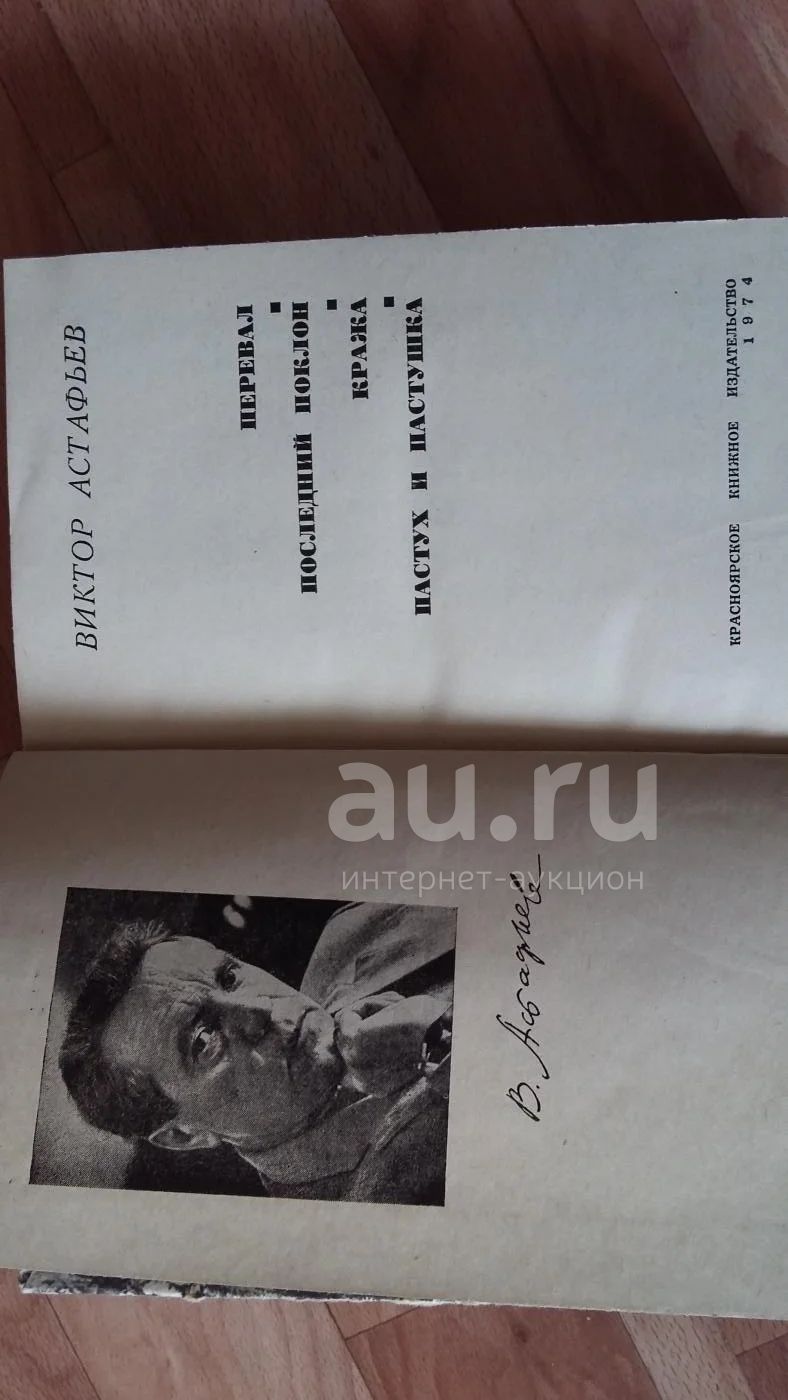 ВИКТОР АСТАФЬЕВ
ПЕРЕВАЛ
ПОСЛЕДНИЙ ПОКЛОН
КРАЖА
ПАСТУХ И ПАСТУШКА
КРАСНОЯРСКОЕ КНИЖНОЕ ИЗДАТЕЛЬСТВО
1974
au.ru
интернет-аукцион
В. Астафьев